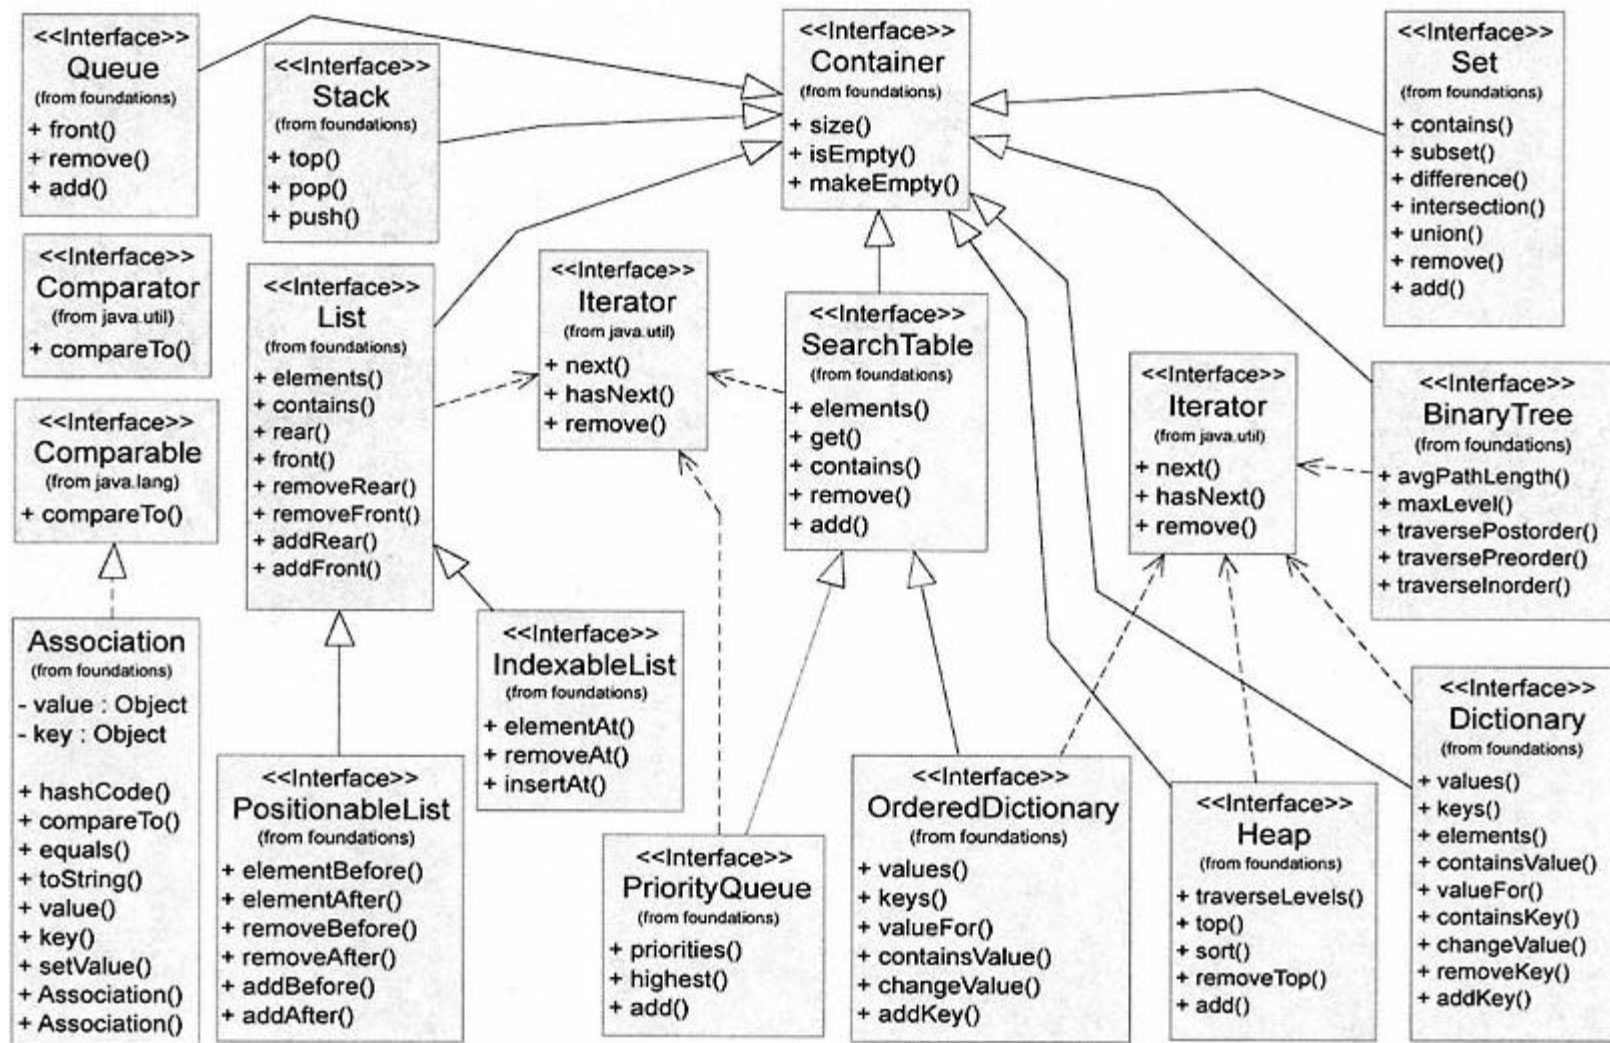 <<Interface>>
Queue
(from foundations)
+ front()
+ remove()
+ add()
<<Interface>>
Stack
(from foundations)
+ top()
+ pop()
+ push()
<<Interface>>
Container
(from foundations)
+ size()
+ isEmpty()
+ makeEmpty()
<<Interface>>
Set
(from foundations)
+ contains()
+ subset()
+ difference()
+ intersection()
+ union()
+ remove()
+ add()
<<Interface>>
Comparator
(from java.util)
+ compareTo()
<<Interface>>
List
(from foundations)
+ elements()
+ contains()
+ rear()
+ front()
+ removeRear()
+ removeFront()
+ addRear()
+ addFront()
<<Interface>>
Iterator
(from java.util)
+ next()
+ hasNext()
+ remove()
<<Interface>>
SearchTable
(from foundations)
+ elements()
+ get()
+ contains()
+ remove()
+ add()
<<Interface>>
Iterator
(from java.util)
+ next()
+ hasNext()
+ remove()
<<Interface>>
BinaryTree
(from foundations)
+ avgPathLength()
+ maxLevel()
+ traversePostorder()
+ traversePreorder()
+ traverseInorder()
<<Interface>>
Comparable
(from java.lang)
+ compareTo()
Association
(from foundations)
- value : Object
- key : Object
+ hashCode()
+ compareTo()
+ equals()
+ toString()
+ value()
+ key()
+ setValue()
+ Association()
+ Association()
<<Interface>>
PositionableList
(from foundations)
+ elementBefore()
+ elementAfter()
+ removeBefore()
+ removeAfter()
+ addBefore()
+ addAfter()
<<Interface>>
IndexableList
(from foundations)
+ elementAt()
+ removeAt()
+ insertAt()
<<Interface>>
PriorityQueue
(from foundations)
+ priorities()
+ highest()
+ add()
<<Interface>>
OrderedDictionary
(from foundations)
+ values()
+ keys()
+ valueFor()
+ containsValue()
+ changeValue()
+ addKey()
<<Interface>>
Heap
(from foundations)
+ traverseLevels()
+ top()
+ sort()
+ removeTop()
+ add()
<<Interface>>
Dictionary
(from foundations)
+ values()
+ keys()
+ elements()
+ containsValue()
+ valueFor()
+ containsKey()
+ changeValue()
+ removeKey()
+ addKey()